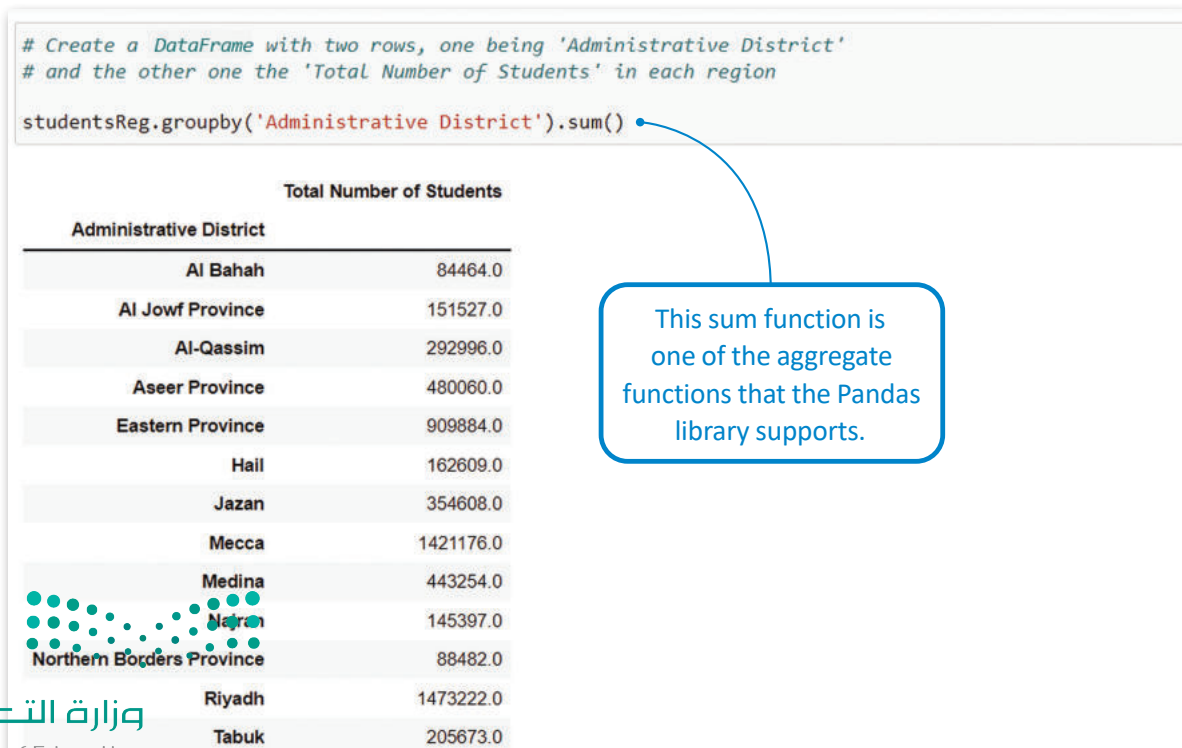 # Create a DataFrame with two rows, one being 'Administrative District'
# and the other one the 'Total Number of Students' in each region
studentsReg.groupby('Administrative District').sum()
Total Number of Students
Administrative District
Al Bahah 84464.0
Al Jowf Province 151527.0
Al-Qassim 292996.0
Aseer Province 480060.0
Eastern Province 909884.0
Hail 162609.0
Jazan 354608.0
Mecca 1421176.0
Medina 443254.0
Najran 145397.0
Northern Borders Province 88482.0
Riyadh 1473222.0
Tabuk 205673.0
This sum function is
one of the aggregate
functions that the Pandas
library supports.
وزارة